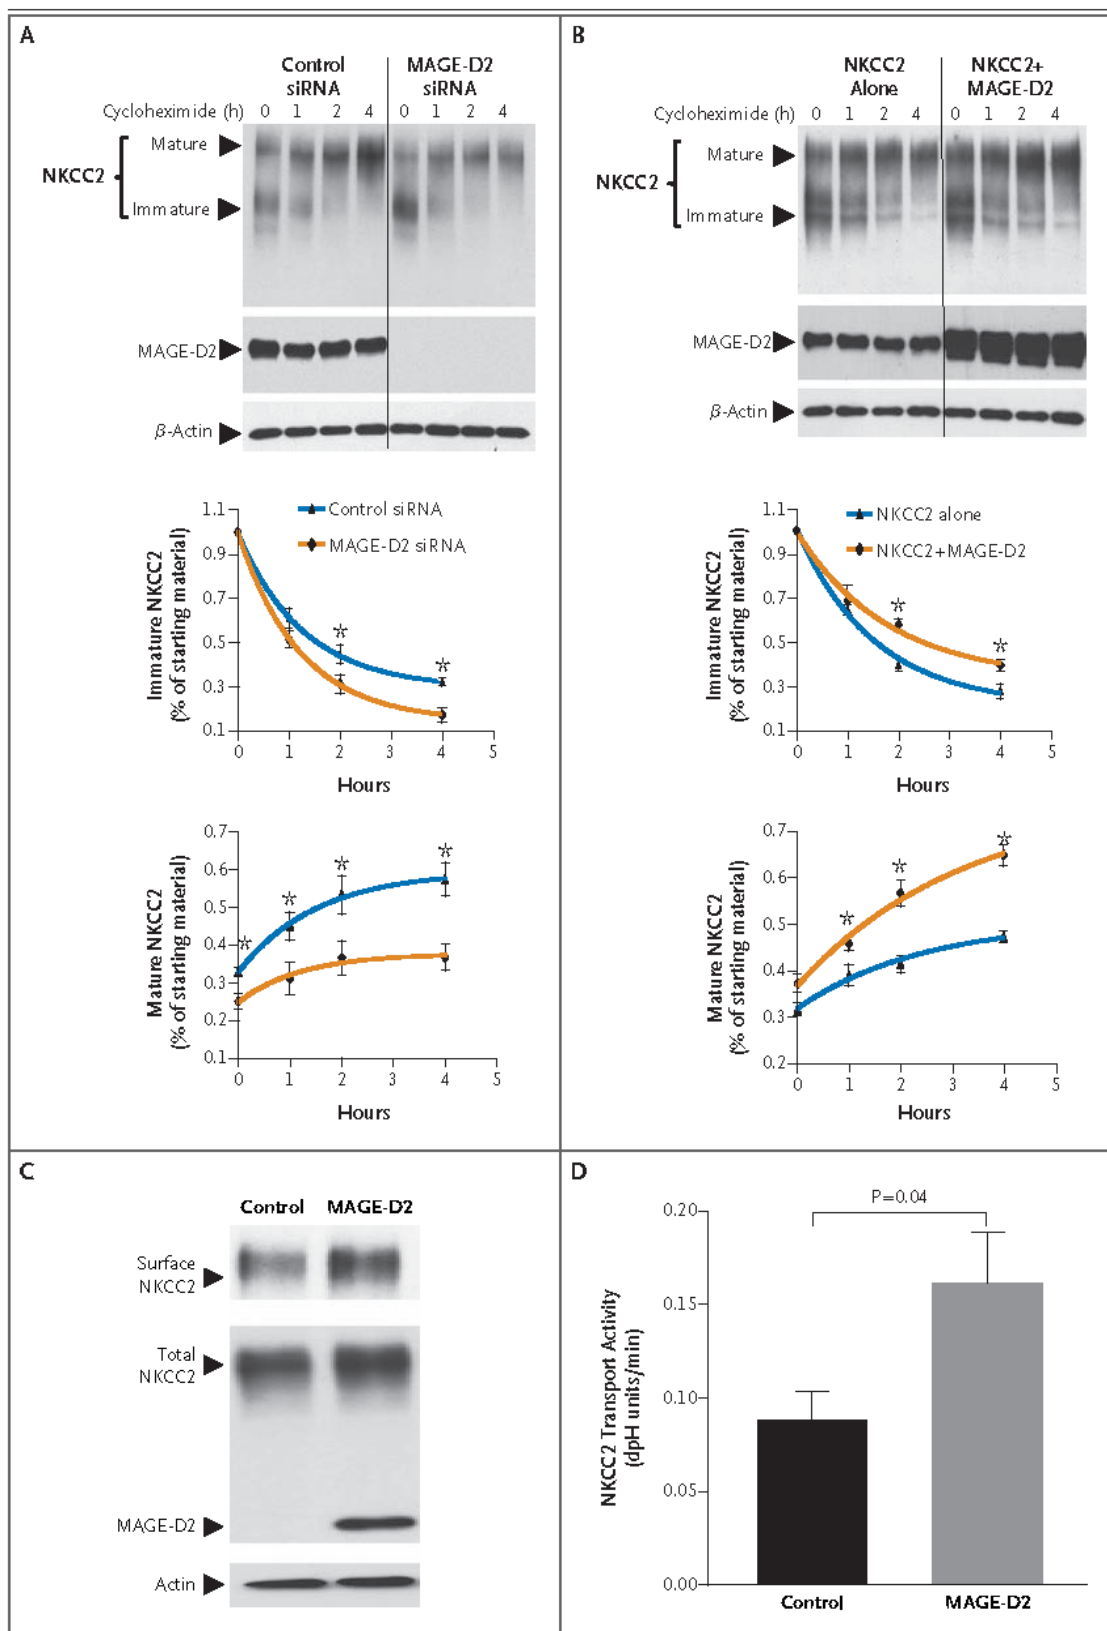 A
Control
siRNA
MAGE-D2
siRNA
Cycloheximide (h)
0 1 2 4 0 1 2 4
NKCC2
Mature
Immature
MAGE-D2
β-Actin
1.1
0.9
0.7
0.5
0.3
0.1
Immature NKCC2
(% of starting material)
Control siRNA
MAGE-D2 siRNA
*
*
0 1 2 3 4 5
Hours
0.7
0.6
0.5
0.4
0.3
0.2
0.1
Mature NKCC2
(% of starting material)
*
*
*
*
0 1 2 3 4 5
Hours
B
NKCC2
Alone
NKCC2+
MAGE-D2
Cycloheximide (h)
0 1 2 4 0 1 2 4
NKCC2
Mature
Immature
MAGE-D2
β-Actin
1.1
0.9
0.7
0.5
0.3
0.1
Immature NKCC2
(% of starting material)
NKCC2 alone
NKCC2+MAGE-D2
*
*
0 1 2 3 4 5
Hours
0.7
0.6
0.5
0.4
0.3
0.2
Mature NKCC2
(% of starting material)
*
*
*
0 1 2 3 4 5
Hours
C
Control MAGE-D2
Surface
NKCC2
Total
NKCC2
MAGE-D2
Actin
D
P=0.04
0.20
0.15
0.10
0.05
0.00
NKCC2 Transport Activity
(dpH units/min)
Control MAGE-D2